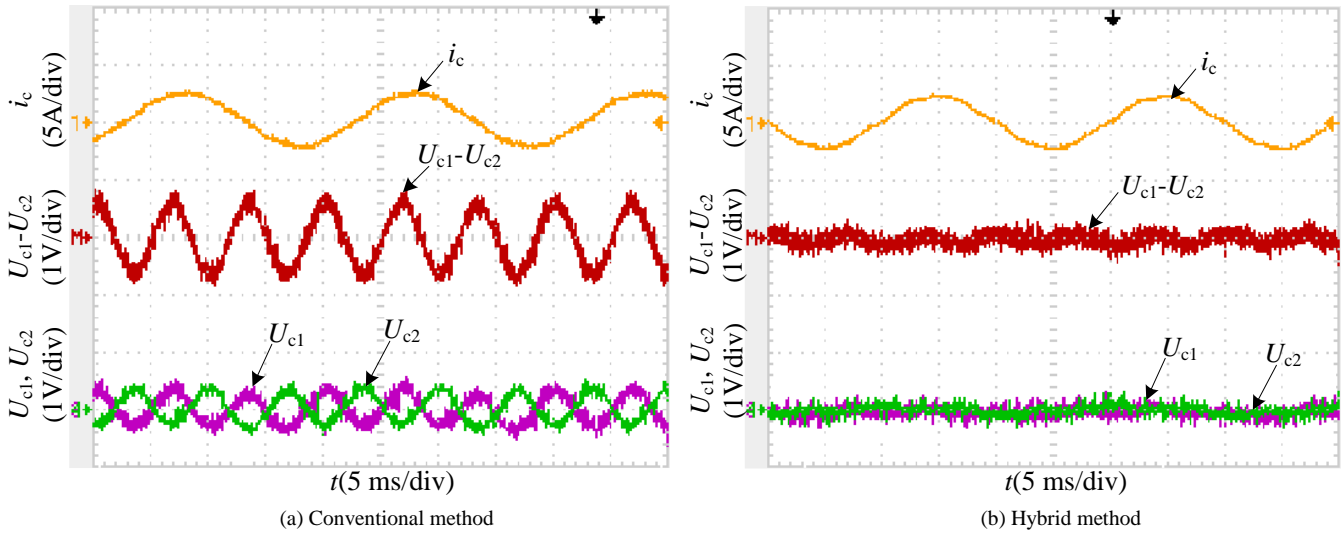 i_c
(5A/div)
i_c
U_c1-U_c2
(1V/div)
U_c1-U_c2
U_c1, U_c2
(1V/div)
U_c1
U_c2
t(5 ms/div)
(a) Conventional method
i_c
(5A/div)
i_c
U_c1-U_c2
(1V/div)
U_c1-U_c2
U_c1, U_c2
(1V/div)
U_c1
U_c2
t(5 ms/div)
(b) Hybrid method